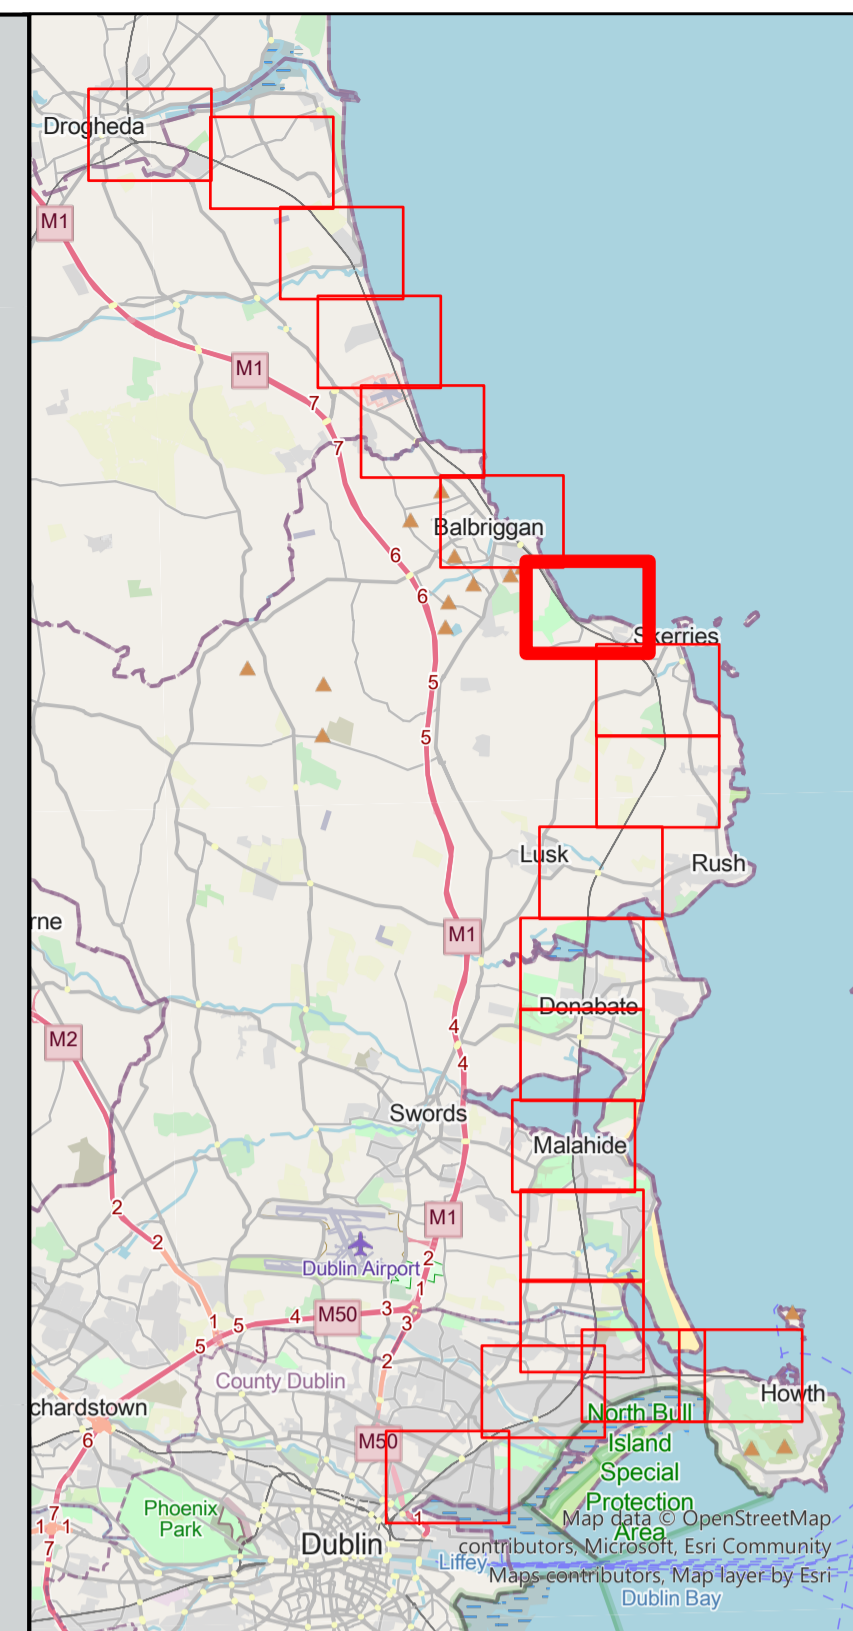 Drogheda
M1
M1
7
7
Balbriggan
6
6
Skerries
5
5
Lusk
Rush
rne
M1
Donabate
M2
4
4
Swords
Malahide
2
2
M1
Dublin Airport
2
1
3
3
M50
4
5
1
5
2
County Dublin
chardstown
Howth
6
M50
North Bull
Island
Special
Protection
Area
Phoenix
Park
7
1
1
7
1
Dublin
Liffey
Map data © OpenStreetMap
contributors, Microsoft, Esri Community
Maps contributors, Map layer by Esri
Dublin Bay